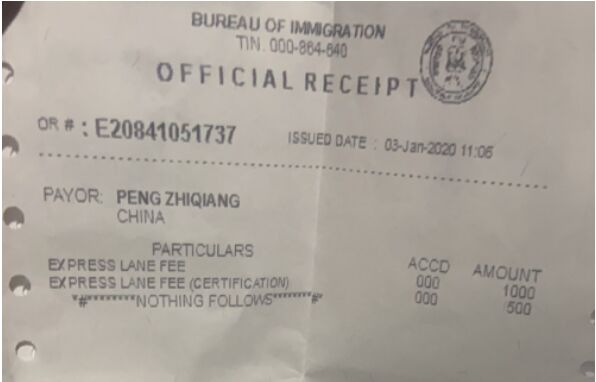 BUREAU OF IMMIGRATION
TIN. 000-864-640
OFFICIAL RECEIPT
OR # : E20841051737 ISSUED DATE : 03-Jan-2020 11:05
PAYOR: PENG ZHIQIANG
CHINA
PARTICULARS ACCD AMOUNT
EXPRESS LANE FEE 000 1000
EXPRESS LANE FEE (CERTIFICATION) 000 500
*#*******NOTHING FOLLOWS*******#*